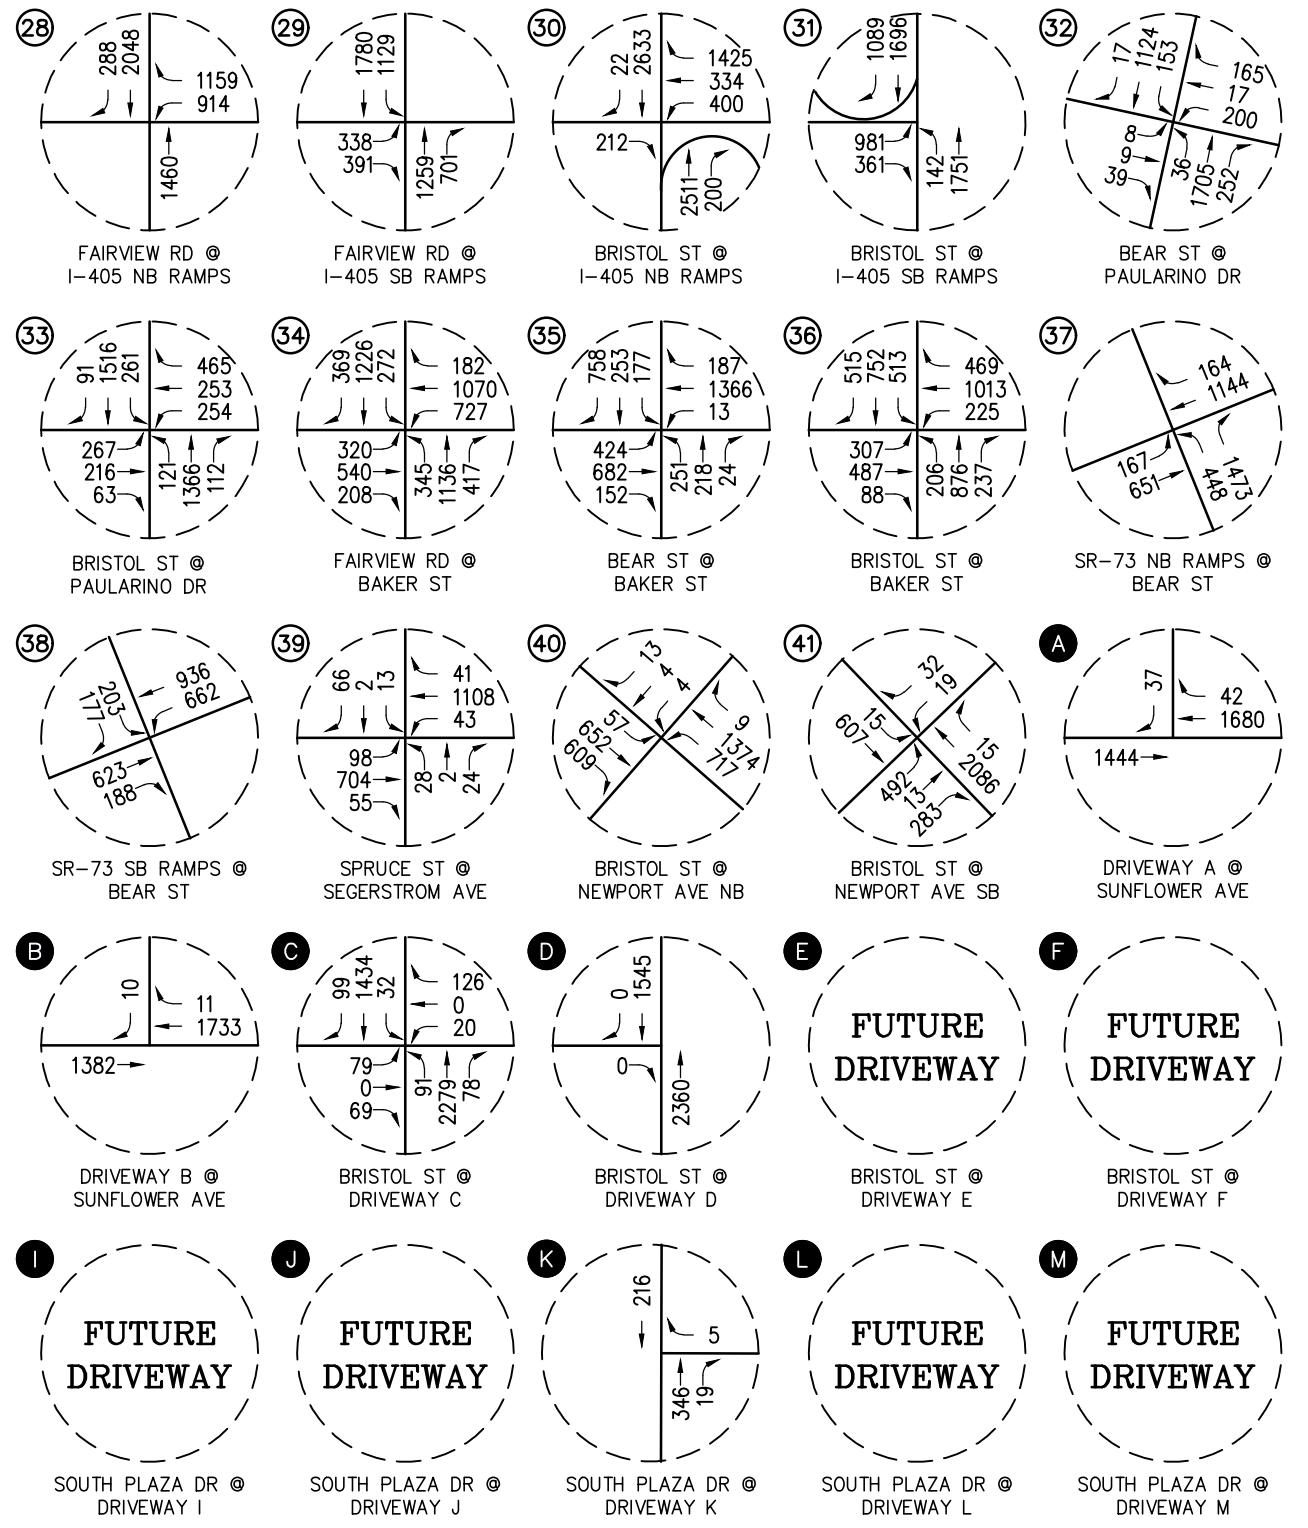 28
288
2048
1159
914
1460
FAIRVIEW RD @
I-405 NB RAMPS
29
1780
1129
338
391
1259
701
FAIRVIEW RD @
I-405 SB RAMPS
30
22
2633
1425
334
400
212
2511
200
BRISTOL ST @
I-405 NB RAMPS
31
1089
1696
981
361
142
1751
BRISTOL ST @
I-405 SB RAMPS
32
17
1124
153
165
17
200
8
9
39
36
1705
252
BEAR ST @
PAULARINO DR
33
91
1516
261
465
253
254
267
216
63
121
1366
112
BRISTOL ST @
PAULARINO DR
34
369
1226
272
182
1070
727
320
540
208
345
1136
417
FAIRVIEW RD @
BAKER ST
35
758
253
177
187
1366
13
424
682
152
251
218
24
BEAR ST @
BAKER ST
36
515
752
513
469
1013
225
307
487
88
206
876
237
BRISTOL ST @
BAKER ST
37
164
1144
167
651
448
1473
SR-73 NB RAMPS @
BEAR ST
38
203
177
936
662
623
188
SR-73 SB RAMPS @
BEAR ST
39
66
2
13
41
1108
43
98
704
55
28
2
24
SPRUCE ST @
SEGERSTROM AVE
40
13
4
4
57
652
609
9
1374
717
BRISTOL ST @
NEWPORT AVE NB
41
32
19
15
607
492
13
283
15
2086
BRISTOL ST @
NEWPORT AVE SB
A
37
42
1680
1444
DRIVEWAY A @
SUNFLOWER AVE
B
10
11
1733
1382
DRIVEWAY B @
SUNFLOWER AVE
C
99
1434
32
126
0
20
79
0
69
91
2279
78
BRISTOL ST @
DRIVEWAY C
D
0
1545
0
2360
BRISTOL ST @
DRIVEWAY D
E
FUTURE
DRIVEWAY
BRISTOL ST @
DRIVEWAY E
F
FUTURE
DRIVEWAY
BRISTOL ST @
DRIVEWAY F
I
FUTURE
DRIVEWAY
SOUTH PLAZA DR @
DRIVEWAY I
J
FUTURE
DRIVEWAY
SOUTH PLAZA DR @
DRIVEWAY J
K
216
5
346
19
SOUTH PLAZA DR @
DRIVEWAY K
L
FUTURE
DRIVEWAY
SOUTH PLAZA DR @
DRIVEWAY L
M
FUTURE
DRIVEWAY
SOUTH PLAZA DR @
DRIVEWAY M